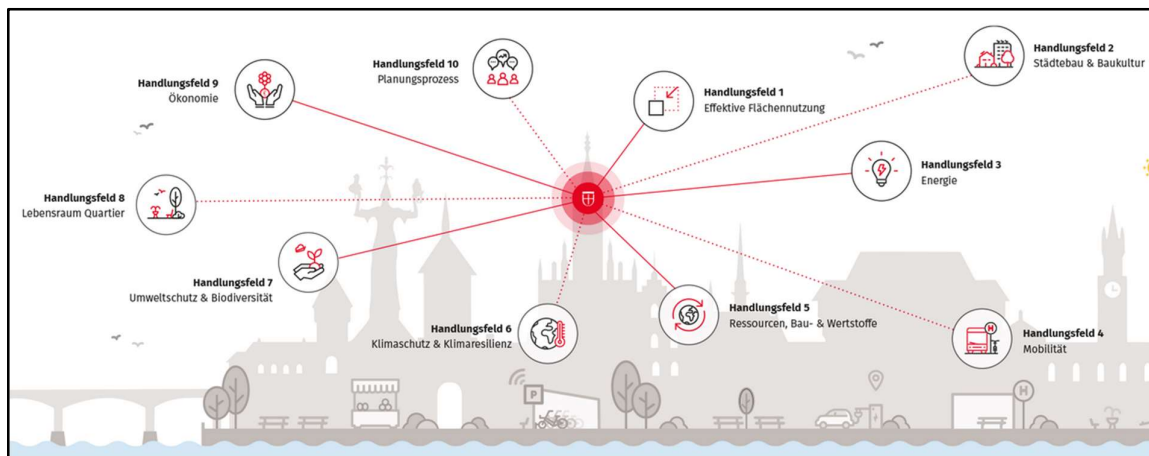 Handlungsfeld 10
Planungsprozess
Handlungsfeld 2
Städtebau & Baukultur
Handlungsfeld 9
Ökonomie
Handlungsfeld 1
Effektive Flächennutzung
Handlungsfeld 3
Energie
Handlungsfeld 8
Lebensraum Quartier
Handlungsfeld 7
Umweltschutz & Biodiversität
Handlungsfeld 5
Ressourcen, Bau- & Wertstoffe
Handlungsfeld 6
Klimaschutz & Klimaresilienz
Handlungsfeld 4
Mobilität
H
P
H